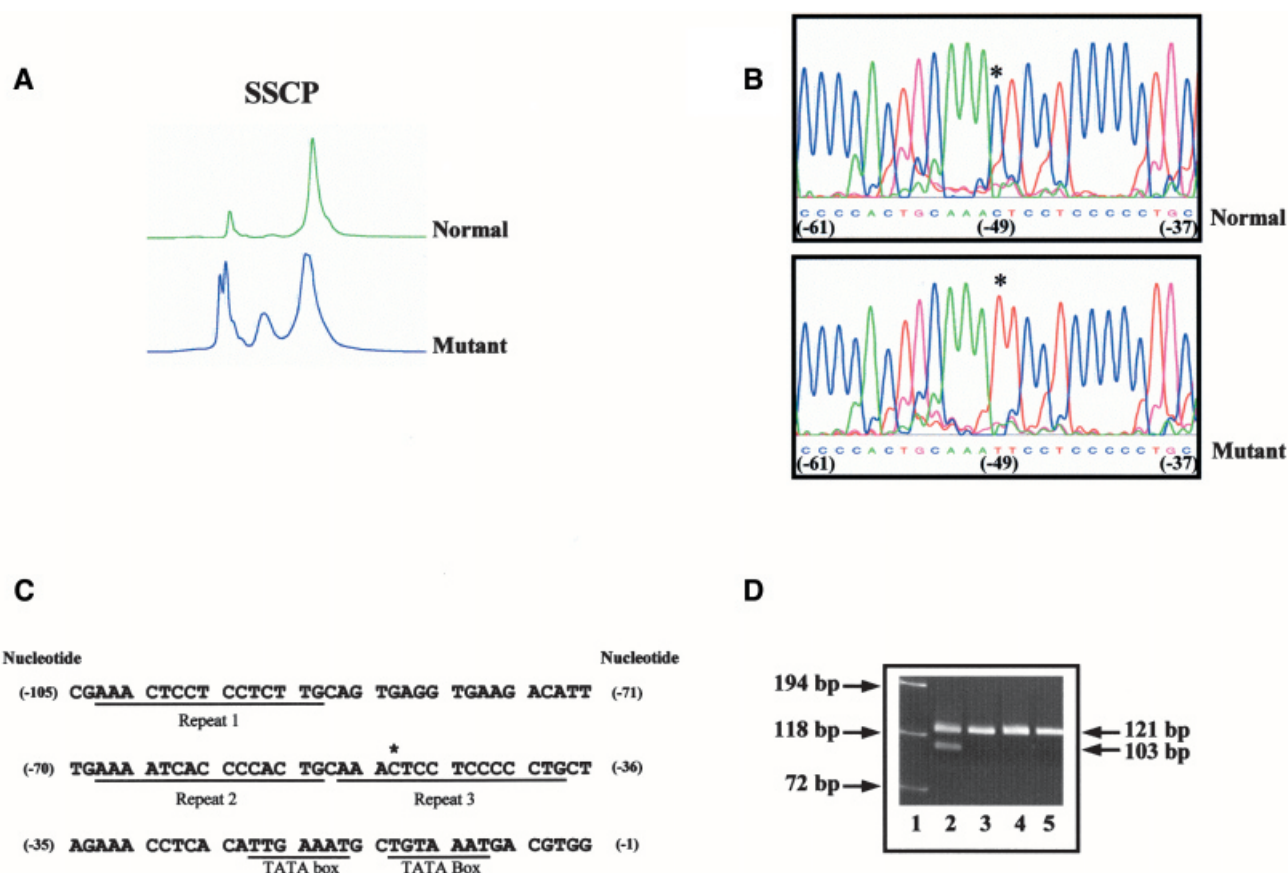 A
SSCP
Normal
Mutant
B
*
C C C C A C T G C A A A C T C C T C C C C C T G C
(-61) (-49) (-37)
Normal
*
C C C C A C T G C A A A T T C C T C C C C C T G C
(-61) (-49) (-37)
Mutant
C
Nucleotide Nucleotide
(-105) CGAAA CTCCT CCTCT TGCAG TGAGG TGAAG ACATT (-71)
Repeat 1
*
(-70) TGAAA ATCAC CCCAC TGCAA ACTCC TCCCC CTGCT (-36)
Repeat 2 Repeat 3
(-35) AGAAA CCTCA CATTG AAATG CTGTA AATGA CGTGG (-1)
TATA box TATA Box
D
194 bp
118 bp 121 bp
103 bp
72 bp
1 2 3 4 5